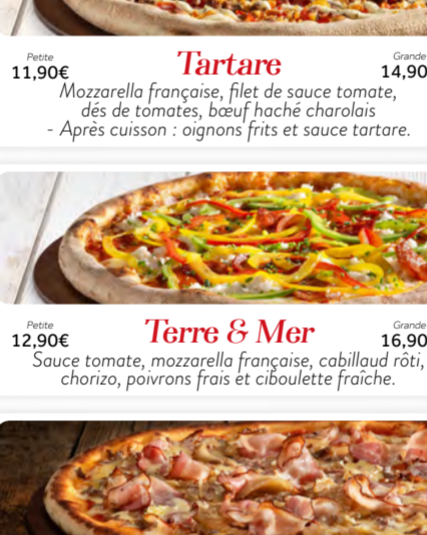 Petite
11,90€
Tartare
Grande
14,90
Mozzarella française, filet de sauce tomate,
dés de tomates, bœuf haché charolais
- Après cuisson : oignons frits et sauce tartare.
Petite
12,90€
Terre & Mer
Grande
16,90
Sauce tomate, mozzarella française, cabillaud rôti,
chorizo, poivrons frais et ciboulette fraîche.